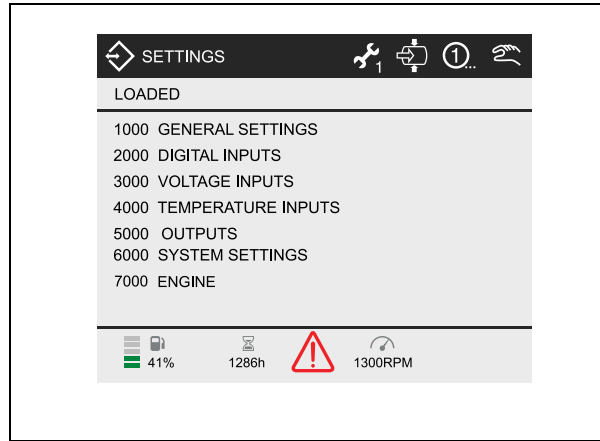 SETTINGS
1
1...
LOADED
1000 GENERAL SETTINGS
2000 DIGITAL INPUTS
3000 VOLTAGE INPUTS
4000 TEMPERATURE INPUTS
5000 OUTPUTS
6000 SYSTEM SETTINGS
7000 ENGINE
41% 1286h ! 1300RPM